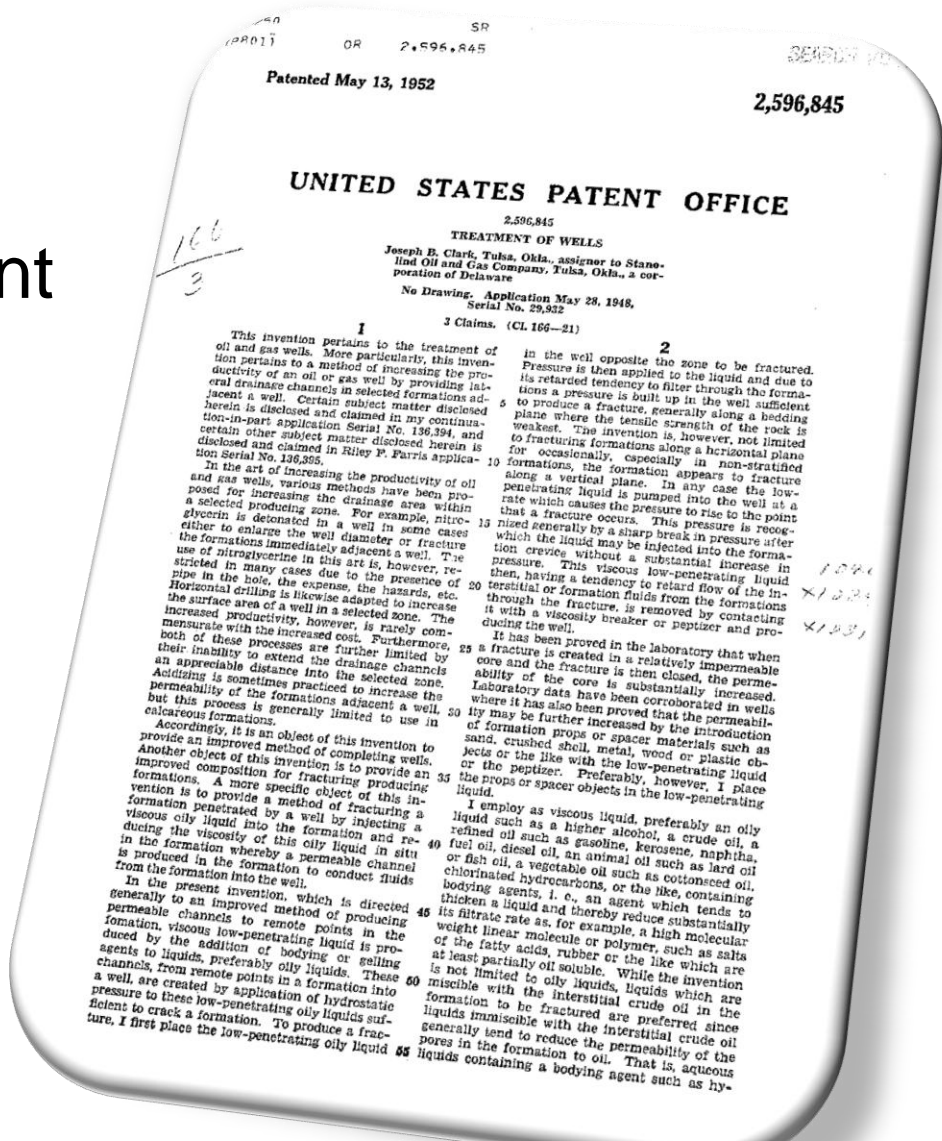 nt
SR
OR 2,596,845
Patented May 13, 1952
2,596,845
UNITED STATES PATENT OFFICE
2,596,845
TREATMENT OF WELLS
Joseph B. Clark, Tulsa, Okla., assignor to Stano-
lind Oil and Gas Company, Tulsa, Okla., a cor-
poration of Delaware
No Drawing. Application May 28, 1948,
Serial No. 29,932
3 Claims. (Cl. 166—21)
166
3
1
This invention pertains to the treatment of
oil and gas wells. More particularly, this inven-
tion pertains to a method of increasing the pro-
ductivity of an oil or gas well by providing lat-
eral drainage channels in selected formations ad-
jacent a well. Certain subject matter disclosed
herein is disclosed and claimed in my continua-
tion-in-part application Serial No. 136,394, and
certain other subject matter disclosed herein is
disclosed and claimed in Riley F. Farris applica-
tion Serial No. 136,395.
In the art of increasing the productivity of oil
and gas wells, various methods have been pro-
posed for increasing the drainage area within
a selected producing zone. For example, nitro-
glycerin is detonated in a well in some cases
either to enlarge the well diameter or fracture
the formations immediately adjacent a well. The
use of nitroglycerine in this art is, however, re-
stricted in many cases due to the presence of
pipe in the hole, the expense, the hazards, etc.
Horizontal drilling is likewise adapted to increase
the surface area of a well in a selected zone. The
increased productivity, however, is rarely com-
mensurate with the increased cost. Furthermore,
both of these processes are further limited by
their inability to extend the drainage channels
an appreciable distance into the selected zone.
Acidizing is sometimes practiced to increase the
permeability of the formations adjacent a well,
but this process is generally limited to use in
calcareous formations.
Accordingly, it is an object of this invention to
provide an improved method of completing wells.
Another object of this invention is to provide an
improved composition for fracturing producing
formations. A more specific object of this in-
vention is to provide a method of fracturing a
formation penetrated by a well by injecting a
viscous oily liquid into the formation and re-
ducing the viscosity of this oily liquid in situ
in the formation whereby a permeable channel
is produced in the formation to conduct fluids
from the formation into the well.
In the present invention, which is directed
generally to an improved method of producing
permeable channels to remote points in the
fomation, viscous low-penetrating liquid is pro-
duced by the addition of bodying or gelling
agents to liquids, preferably oily liquids. These
channels, from remote points in a formation into
a well, are created by application of hydrostatic
pressure to these low-penetrating oily liquids suf-
ficient to crack a formation. To produce a frac-
ture, I first place the low-penetrating oily liquid
2
in the well opposite the zone to be fractured.
Pressure is then applied to the liquid and due to
its retarded tendency to filter through the forma-
tions a pressure is built up in the well sufficient
5 to produce a fracture, generally along a bedding
plane where the tensile strength of the rock is
weakest. The invention is, however, not limited
to fracturing formations along a horizontal plane
for occasionally, especially in non-stratified
10 formations, the formation appears to fracture
along a vertical plane. In any case the low-
penetrating liquid is pumped into the well at a
rate which causes the pressure to rise to the point
that a fracture occurs. This pressure is recog-
15 nized generally by a sharp break in pressure after
which the liquid may be injected into the forma-
tion crevice without a substantial increase in
pressure. This viscous low-penetrating liquid
then, having a tendency to retard flow of the in-
20 terstitial or formation fluids from the formations
through the fracture, is removed by contacting
it with a viscosity breaker or peptizer and pro-
ducing the well.
It has been proved in the laboratory that when
25 a fracture is created in a relatively impermeable
core and the fracture is then closed, the perme-
ability of the core is substantially increased.
Laboratory data have been corroborated in wells
where it has also been proved that the permeabil-
30 ity may be further increased by the introduction
of formation props or spacer materials such as
sand, crushed shell, metal, wood or plastic ob-
jects or the like with the low-penetrating liquid
or the peptizer. Preferably, however, I place
35 the props or spacer objects in the low-penetrating
liquid.
I employ as viscous liquid, preferably an oily
liquid such as a higher alcohol, a crude oil, a
refined oil such as gasoline, kerosene, naphtha,
40 fuel oil, diesel oil, an animal oil such as lard oil
or fish oil, a vegetable oil such as cottonseed oil,
chlorinated hydrocarbons, or the like, containing
bodying agents, i. e., an agent which tends to
thicken a liquid and thereby reduce substantially
45 its filtrate rate as, for example, a high molecular
weight linear molecule or polymer, such as salts
of the fatty acids, rubber or the like which are
at least partially oil soluble. While the invention
is not limited to oily liquids, liquids which are
50 miscible with the interstitial crude oil in the
formation to be fractured are preferred since
liquids immiscible with the interstitial crude oil
generally tend to reduce the permeability of the
pores in the formation to oil. That is, aqueous
55 liquids containing a bodying agent such as hy-